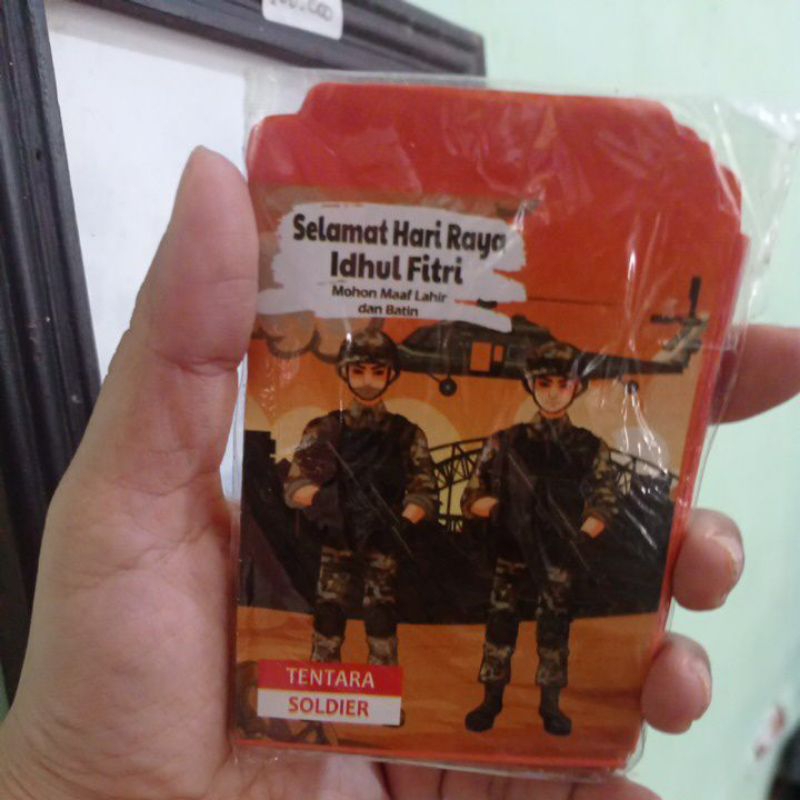 Selamat Hari Raya
Idhul Fitri
Mohon Maaf Lahir
dan Batin
TENTARA
SOLDIER